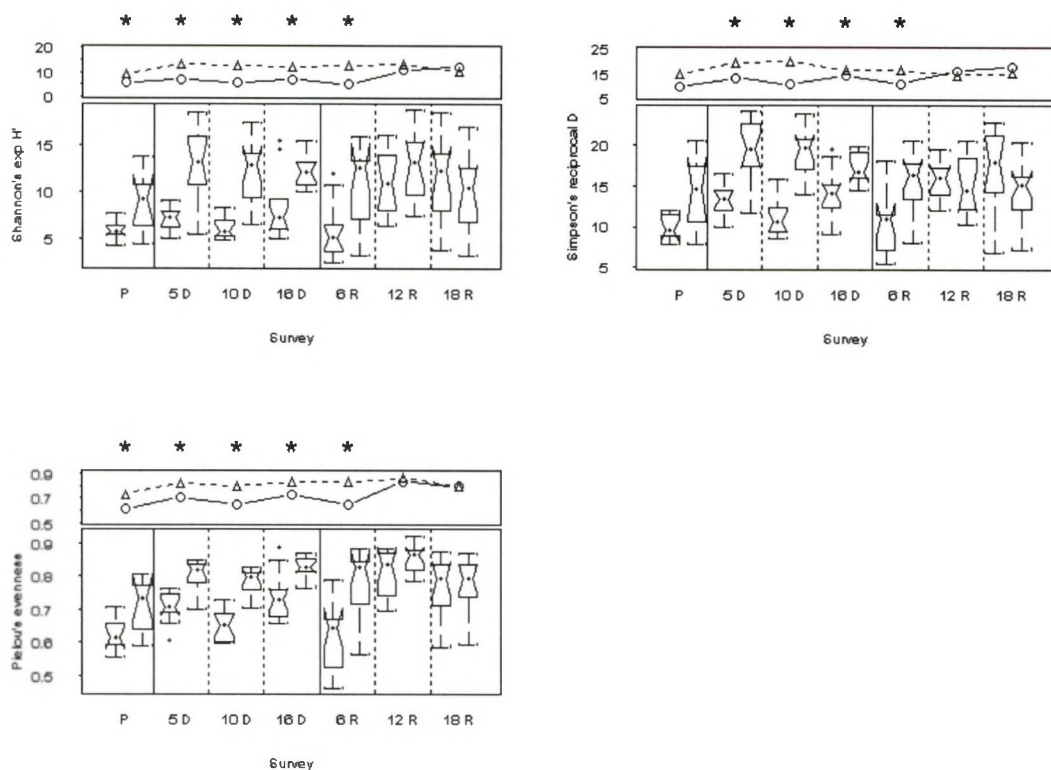 * * * * *
20
10
0
Shannon's exp H'
15
10
5
P 5 D 10 D 16 D 6 R 12 R 18 R
Survey
* * * *
25
15
5
Simpson's reciprocal D
20
15
10
5
P 5 D 10 D 16 D 6 R 12 R 18 R
Survey
* * * * *
0.9
0.7
0.5
Pielou's evenness
0.9
0.8
0.7
0.6
0.5
P 5 D 10 D 16 D 6 R 12 R 18 R
Survey